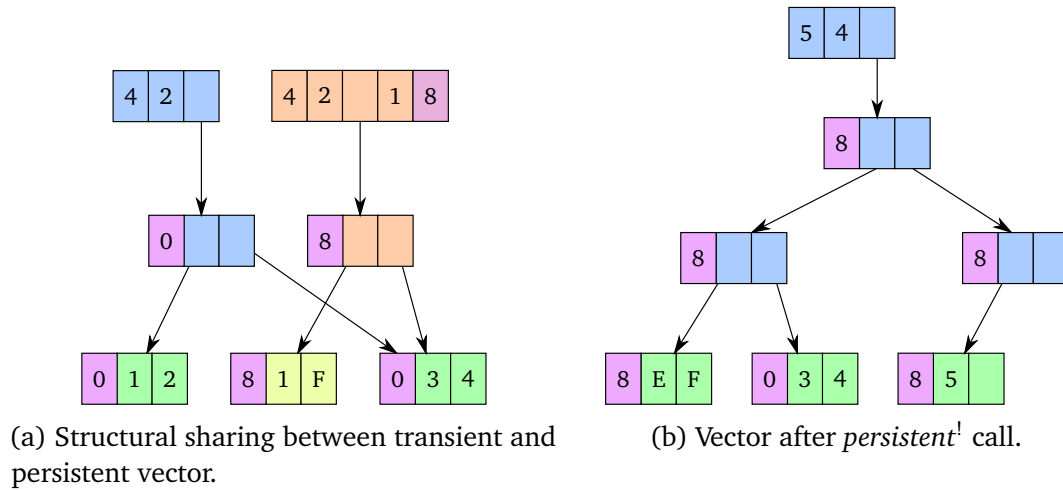 5 4
4 2
4 2 1 8
8
0
8
8
8
0 1 2
8 1 F
0 3 4
8 E F
0 3 4
8 5
(a) Structural sharing between transient and
persistent vector.
(b) Vector after persistent! call.